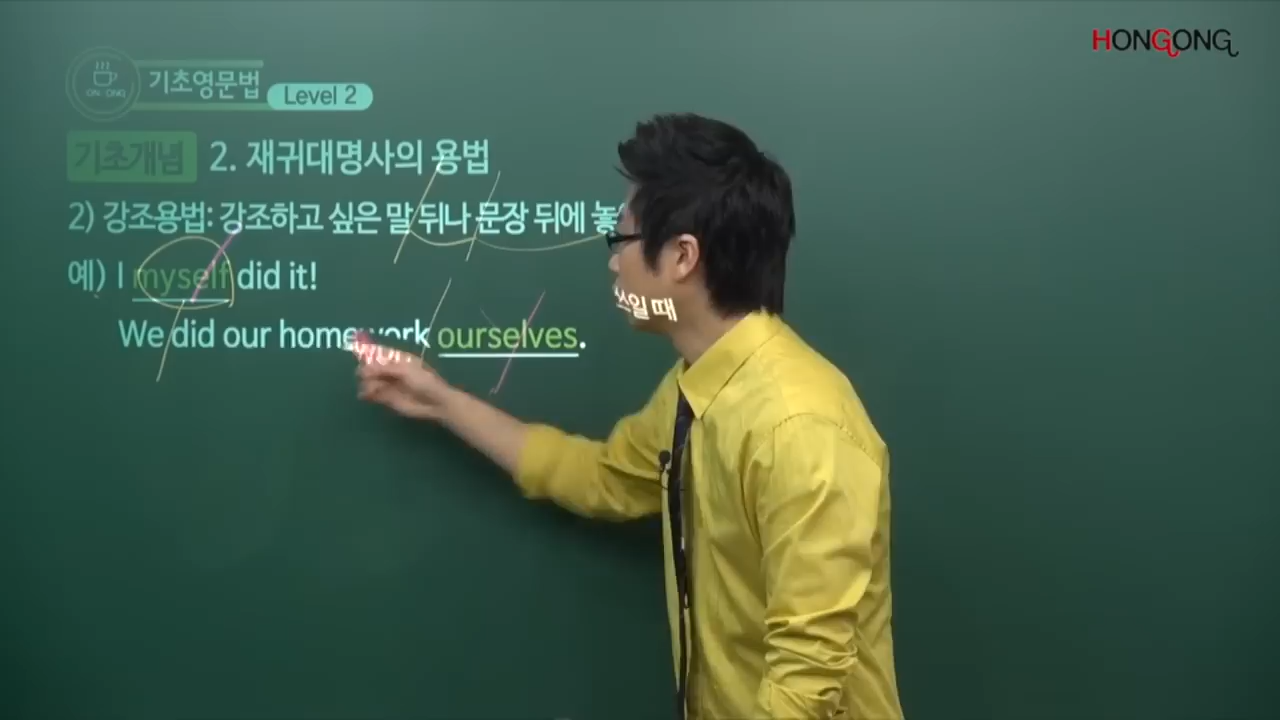 HONGONG
기초영문법
Level 2
기초개념 2. 재귀대명사의 용법
2) 강조용법: 강조하고 싶은 말 뒤나 문장 뒤에
쓰일 때
예) I myself did it!
We did our homework ourselves.